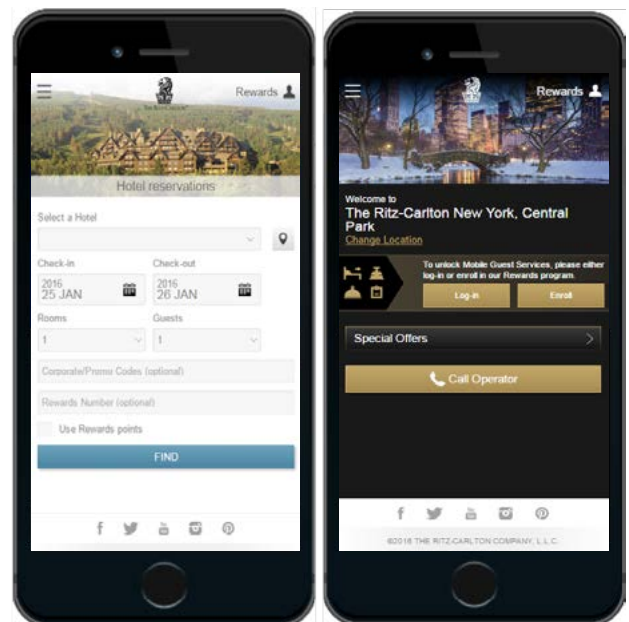 Rewards
THE RITZ-CARLTON
Hotel reservations
Select a Hotel
Check-in Check-out
2016 2016
25 JAN 26 JAN
Rooms Guests
1 1
Corporate/Promo Codes (optional)
Rewards Number (optional)
Use Rewards points
FIND
Rewards
Welcome to
The Ritz-Carlton New York, Central
Park
Change Location
To unlock Mobile Guest Services, please either
log-in or enroll in our Rewards program.
Log-in Enroll
Special Offers
Call Operator
©2016 THE RITZ-CARLTON COMPANY, L.L.C.